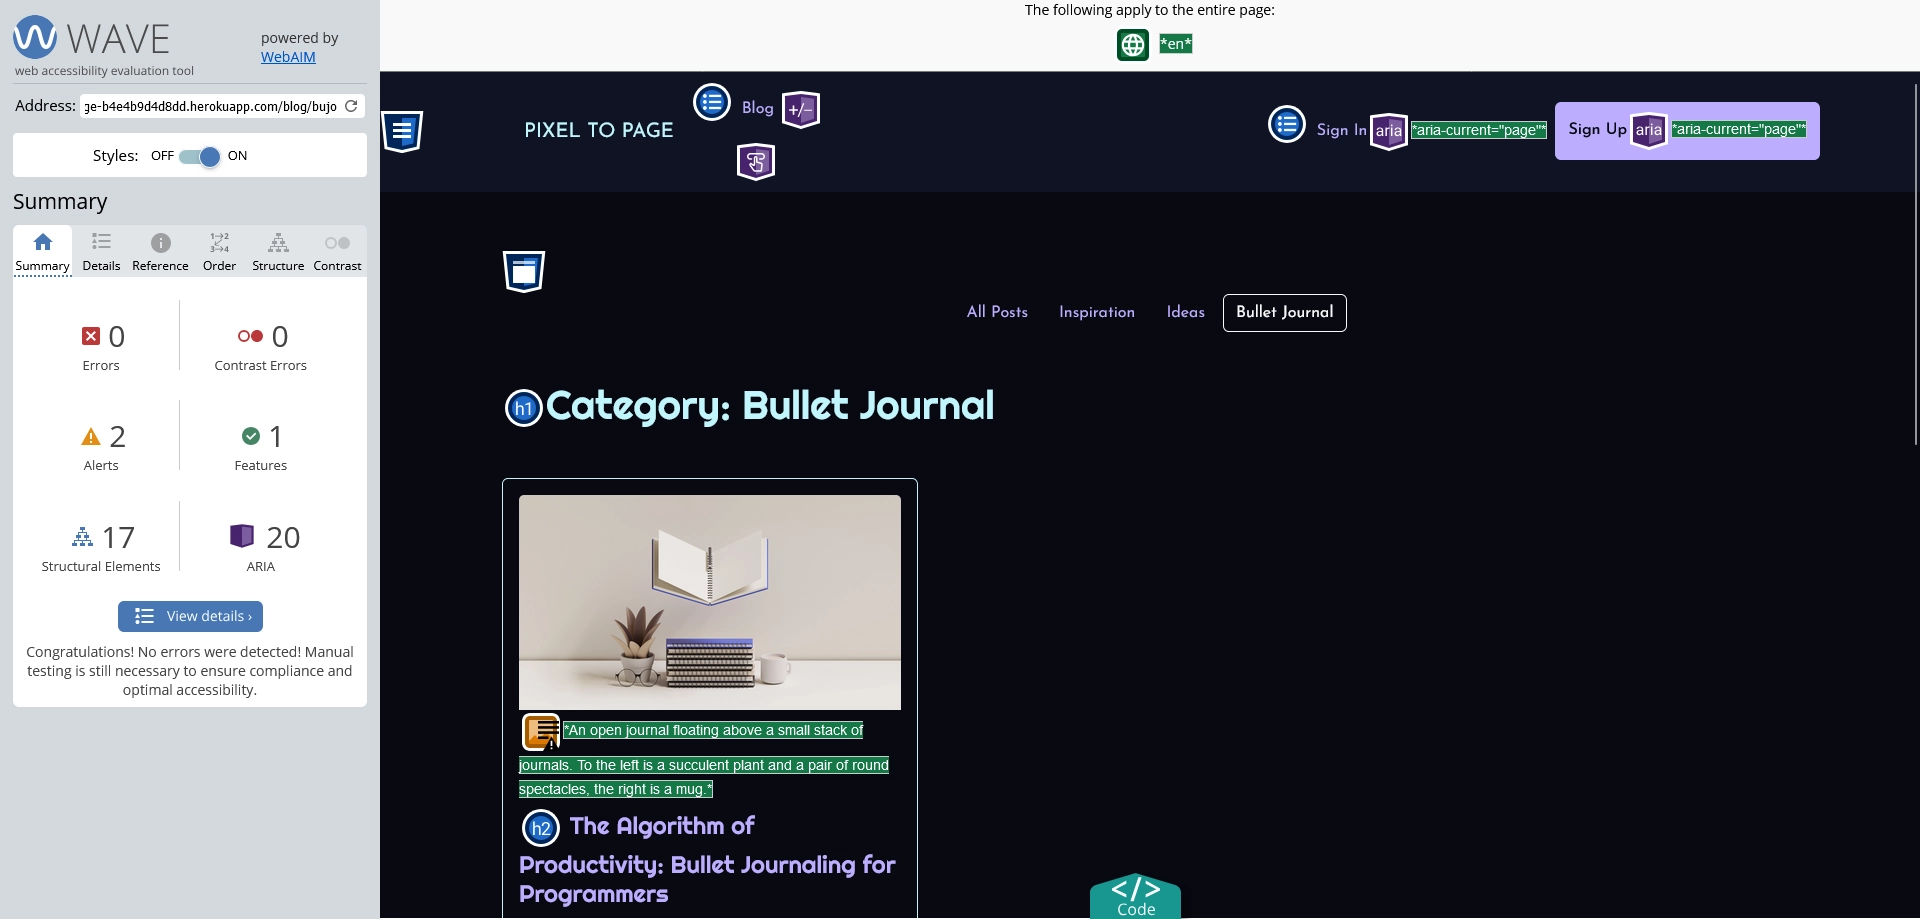 WAVE
powered by
WebAIM
web accessibility evaluation tool
Address: ge-b4e4b9d4d8dd.herokuapp.com/blog/bujo
Styles: OFF ON
Summary
Summary Details Reference Order Structure Contrast
0 0
Errors Contrast Errors
2 1
Alerts Features
17 20
Structural Elements ARIA
View details ›
Congratulations! No errors were detected! Manual
testing is still necessary to ensure compliance and
optimal accessibility.
The following apply to the entire page:
*en*
PIXEL TO PAGE Blog +/− Sign In aria *aria-current="page"* Sign Up aria *aria-current="page"*
All Posts Inspiration Ideas Bullet Journal
h1 Category: Bullet Journal
*An open journal floating above a small stack of
journals. To the left is a succulent plant and a pair of round
spectacles, the right is a mug.*
h2 The Algorithm of
Productivity: Bullet Journaling for
Programmers
</>
Code